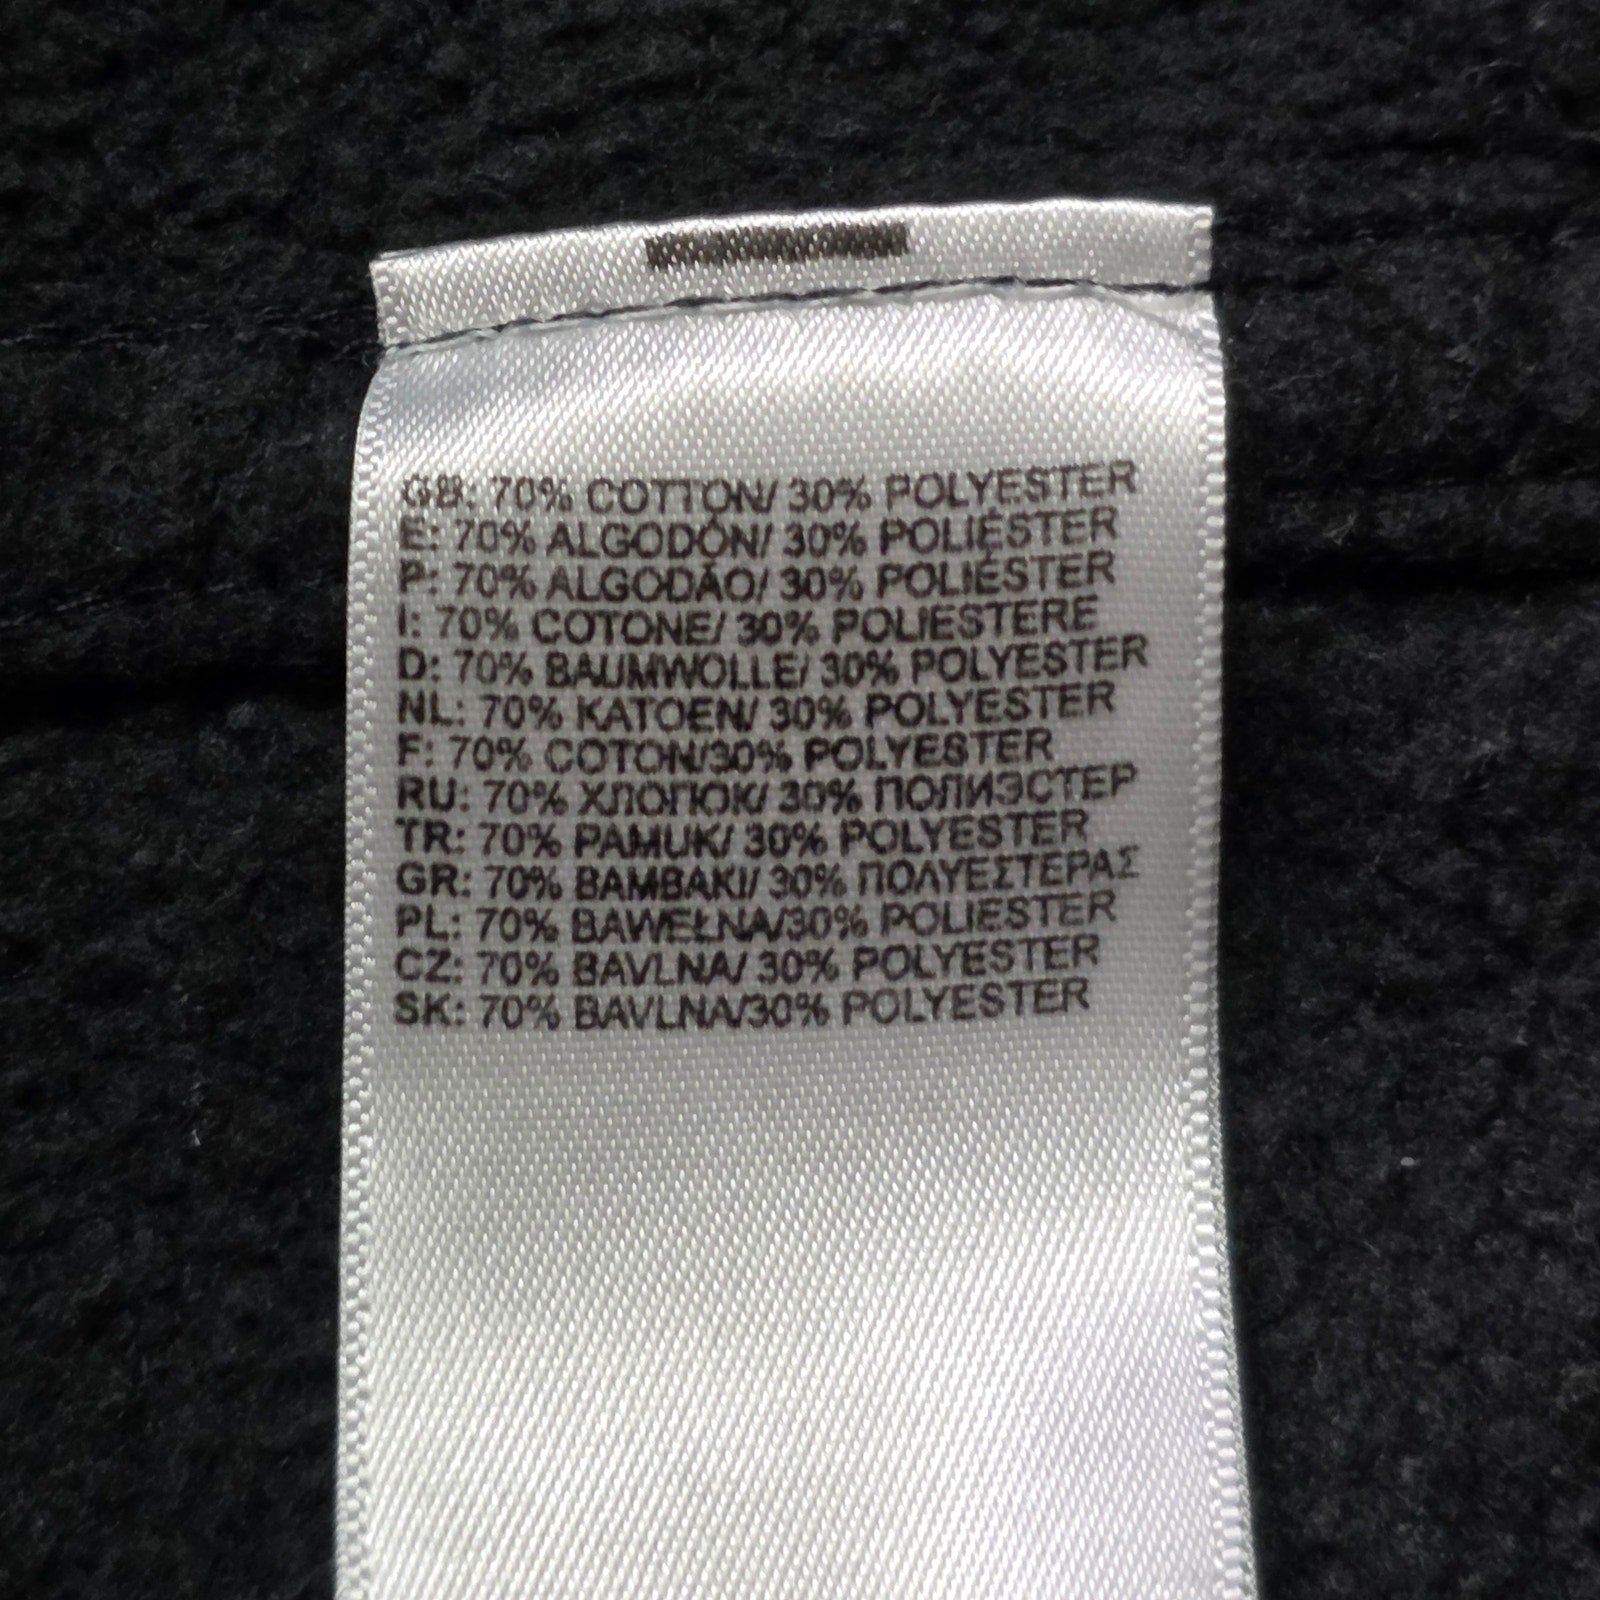 GB: 70% COTTON/ 30% POLYESTER
E: 70% ALGODÓN/ 30% POLIÉSTER
P: 70% ALGODÃO/ 30% POLIÉSTER
I: 70% COTONE/ 30% POLIESTERE
D: 70% BAUMWOLLE/ 30% POLYESTER
NL: 70% KATOEN/ 30% POLYESTER
F: 70% COTON/30% POLYESTER
RU: 70% ХЛОПОК/ 30% ПОЛИЭСТЕР
TR: 70% PAMUK/ 30% POLYESTER
GR: 70% ΒΑΜΒΑΚΙ/ 30% ΠΟΛΥΕΣΤΕΡΑΣ
PL: 70% BAWEŁNA/30% POLIESTER
CZ: 70% BAVLNA/ 30% POLYESTER
SK: 70% BAVLNA/30% POLYESTER